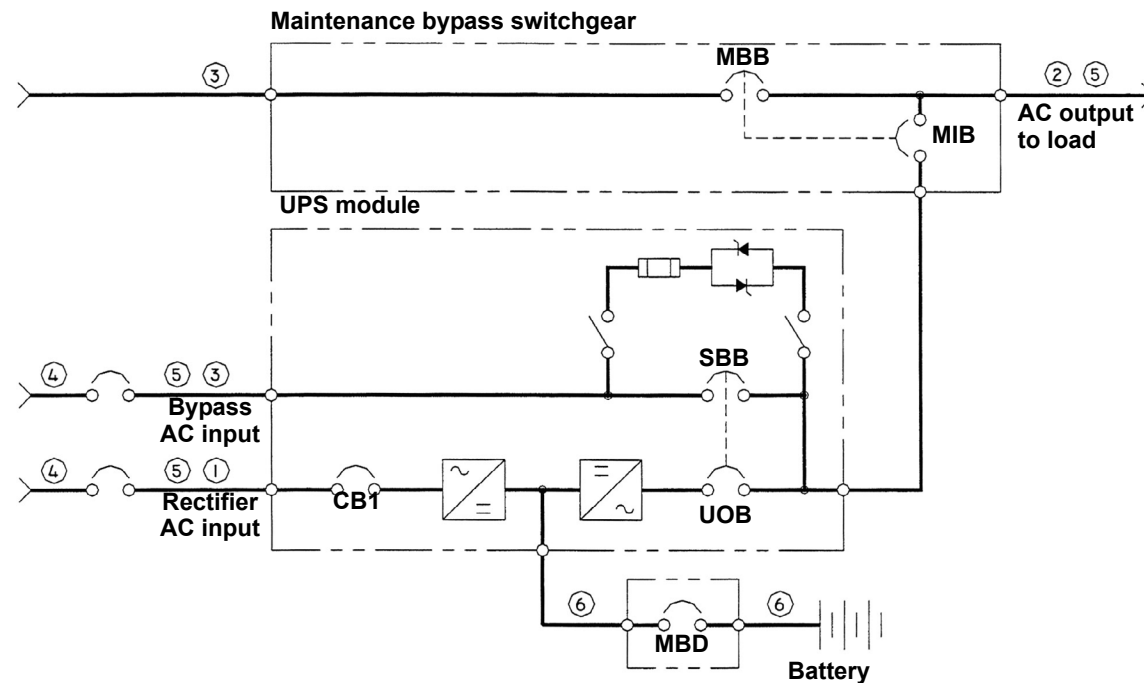 Maintenance bypass switchgear
MBB
3
2 5
AC output
to load
MIB
UPS module
SBB
4
5 3
Bypass
AC input
4
5 1
Rectifier
AC input
CB1
UOB
6
6
MBD
Battery